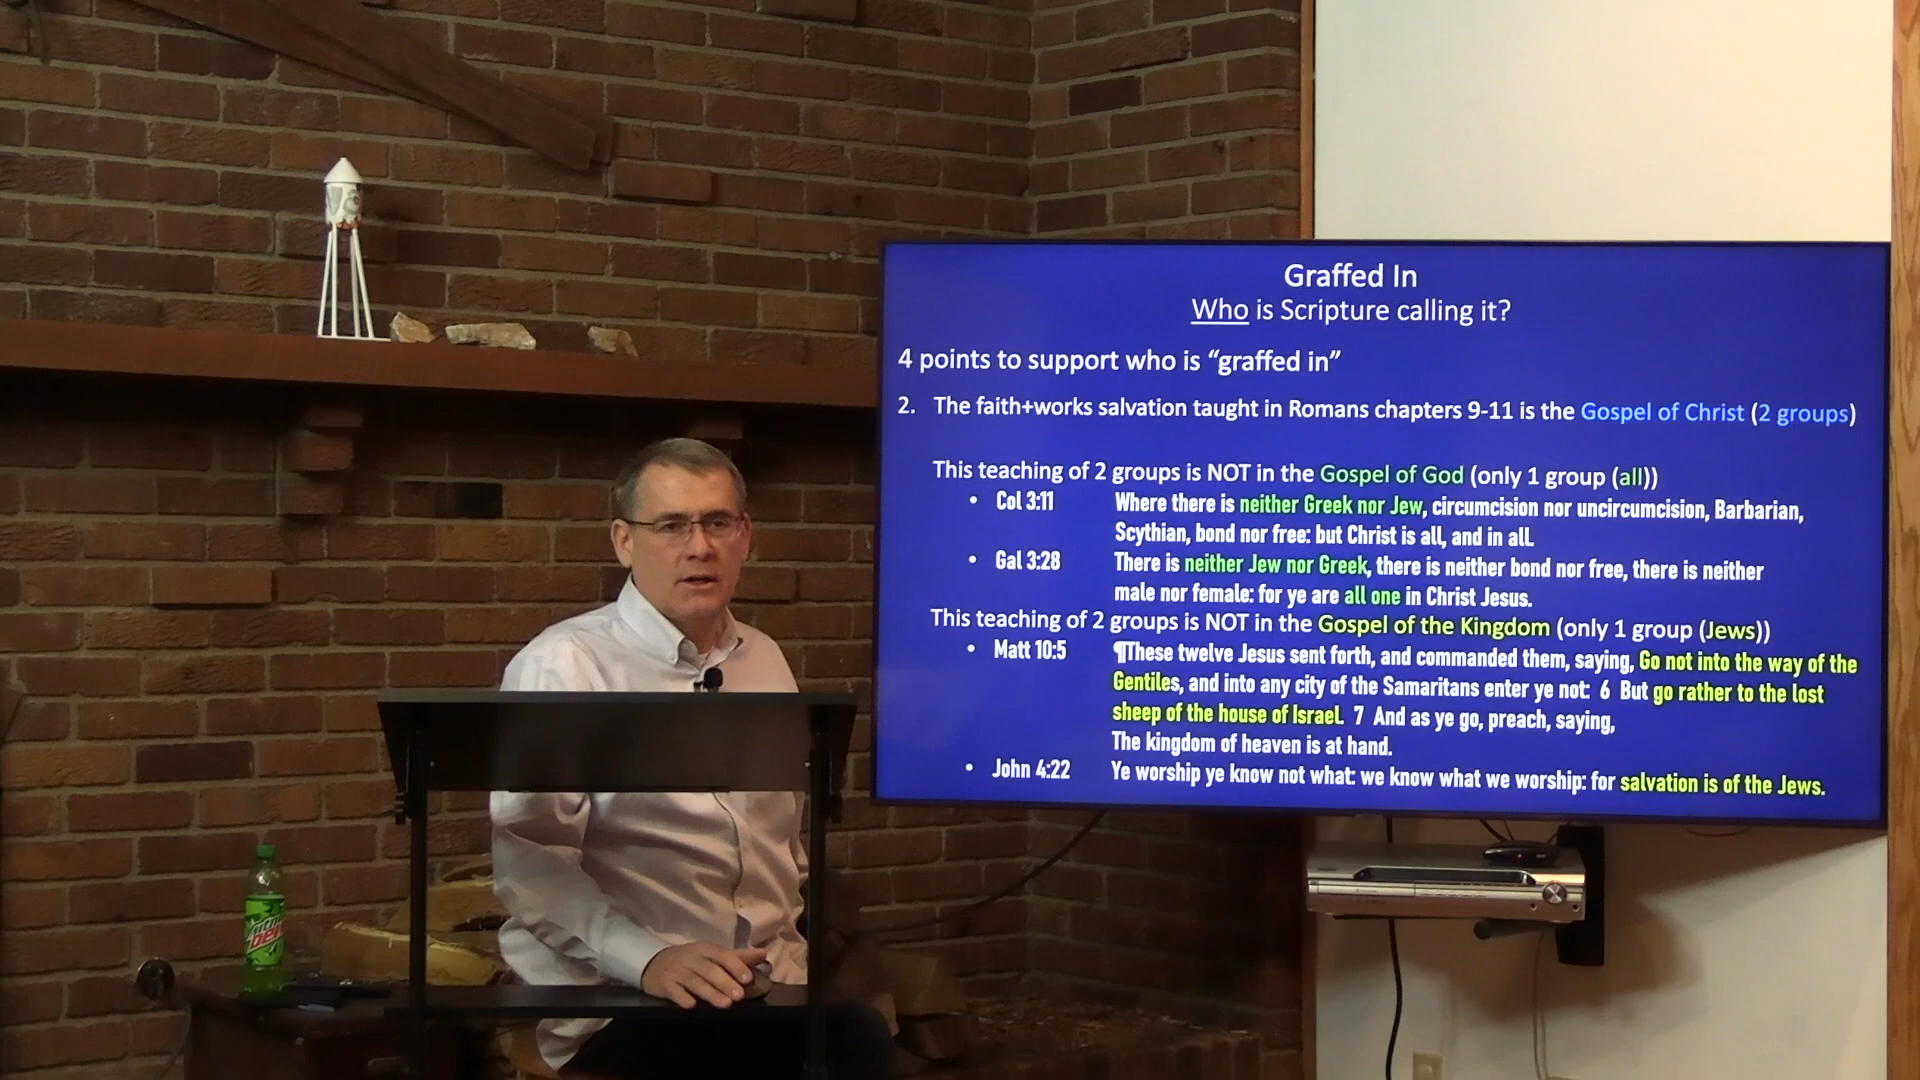 Graffed In
Who is Scripture calling it?
4 points to support who is “graffed in”
2. The faith+works salvation taught in Romans chapters 9-11 is the Gospel of Christ (2 groups)
This teaching of 2 groups is NOT in the Gospel of God (only 1 group (all))
• Col 3:11 Where there is neither Greek nor Jew, circumcision nor uncircumcision, Barbarian,
Scythian, bond nor free: but Christ is all, and in all.
• Gal 3:28 There is neither Jew nor Greek, there is neither bond nor free, there is neither
male nor female: for ye are all one in Christ Jesus.
This teaching of 2 groups is NOT in the Gospel of the Kingdom (only 1 group (Jews))
• Matt 10:5 ¶These twelve Jesus sent forth, and commanded them, saying, Go not into the way of the
Gentiles, and into any city of the Samaritans enter ye not: 6 But go rather to the lost
sheep of the house of Israel. 7 And as ye go, preach, saying,
The kingdom of heaven is at hand.
• John 4:22 Ye worship ye know not what: we know what we worship: for salvation is of the Jews.
mtn
dew